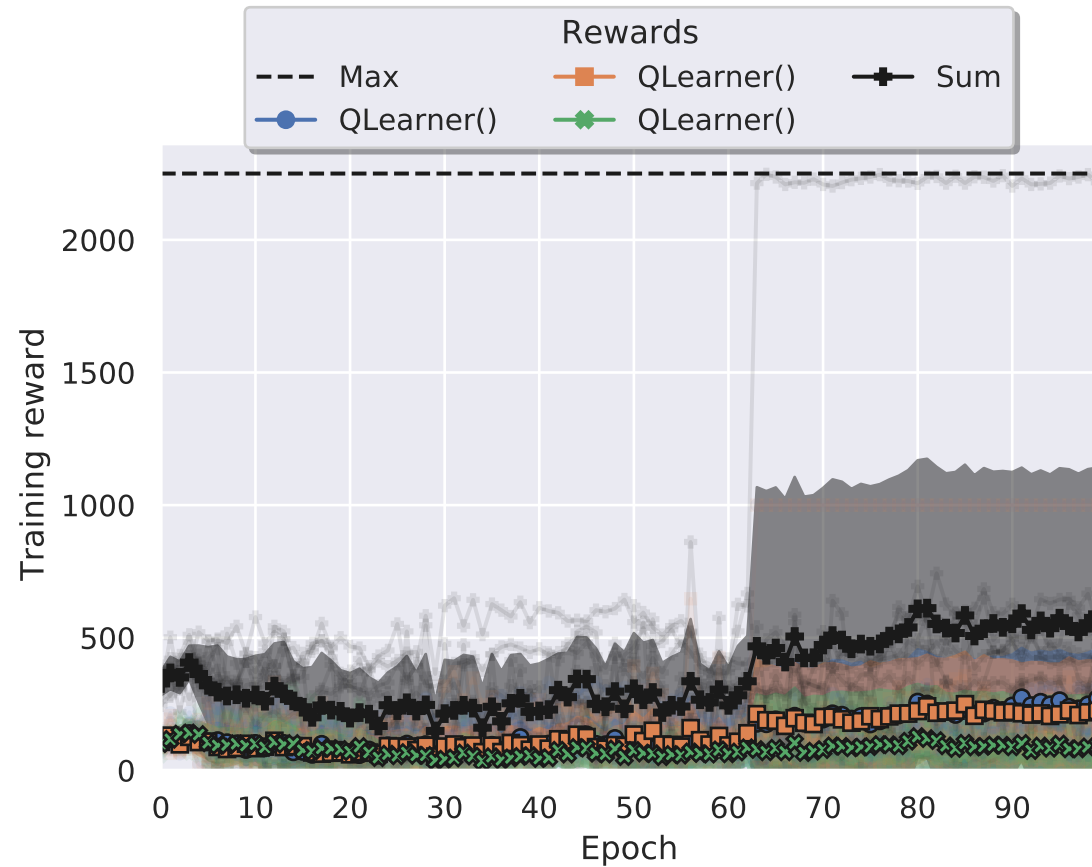 Rewards
Max QLearner() Sum
QLearner() QLearner()
2000
1500
1000
500
0
Training reward
0 10 20 30 40 50 60 70 80 90
Epoch